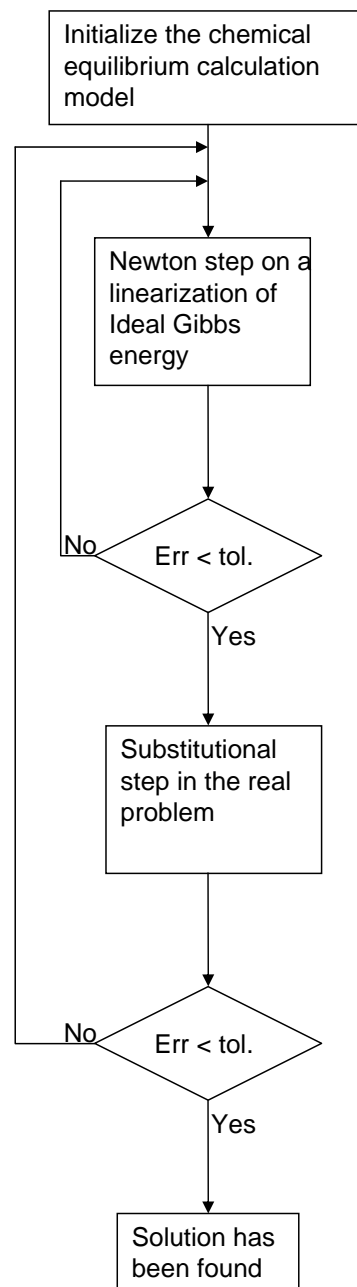 Initialize the chemical
equilibrium calculation
model
Newton step on a
linearization of
Ideal Gibbs
energy
No
Err < tol.
Yes
Substitutional
step in the real
problem
No
Err < tol.
Yes
Solution has
been found